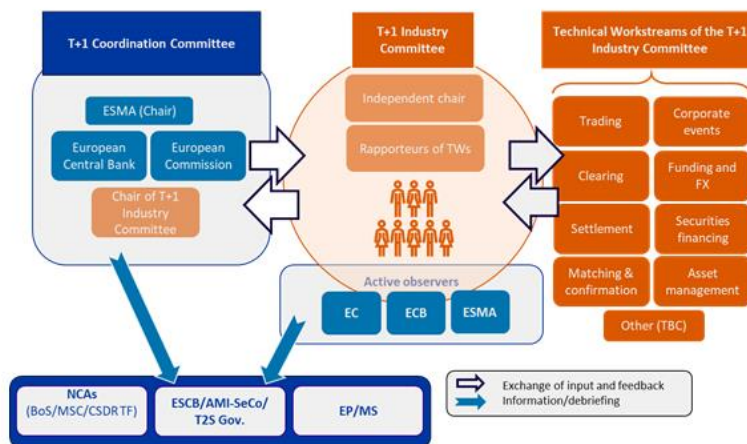 T+1 Coordination Committee
ESMA (Chair)
European
Central Bank
European
Commission
Chair of T+1
Industry
Committee
T+1 Industry
Committee
Independent chair
Rapporteurs of TWs
Active observers
EC
ECB
ESMA
Technical Workstreams of the T+1
Industry Committee
Trading
Corporate
events
Clearing
Funding and
FX
Settlement
Securities
financing
Matching &
confirmation
Asset
management
Other (TBC)
NCAs
(BoS/MSC/CSDRTF)
ESCB/AMI-SeCo/
T2S Gov.
EP/MS
Exchange of input and feedback
Information/debriefing